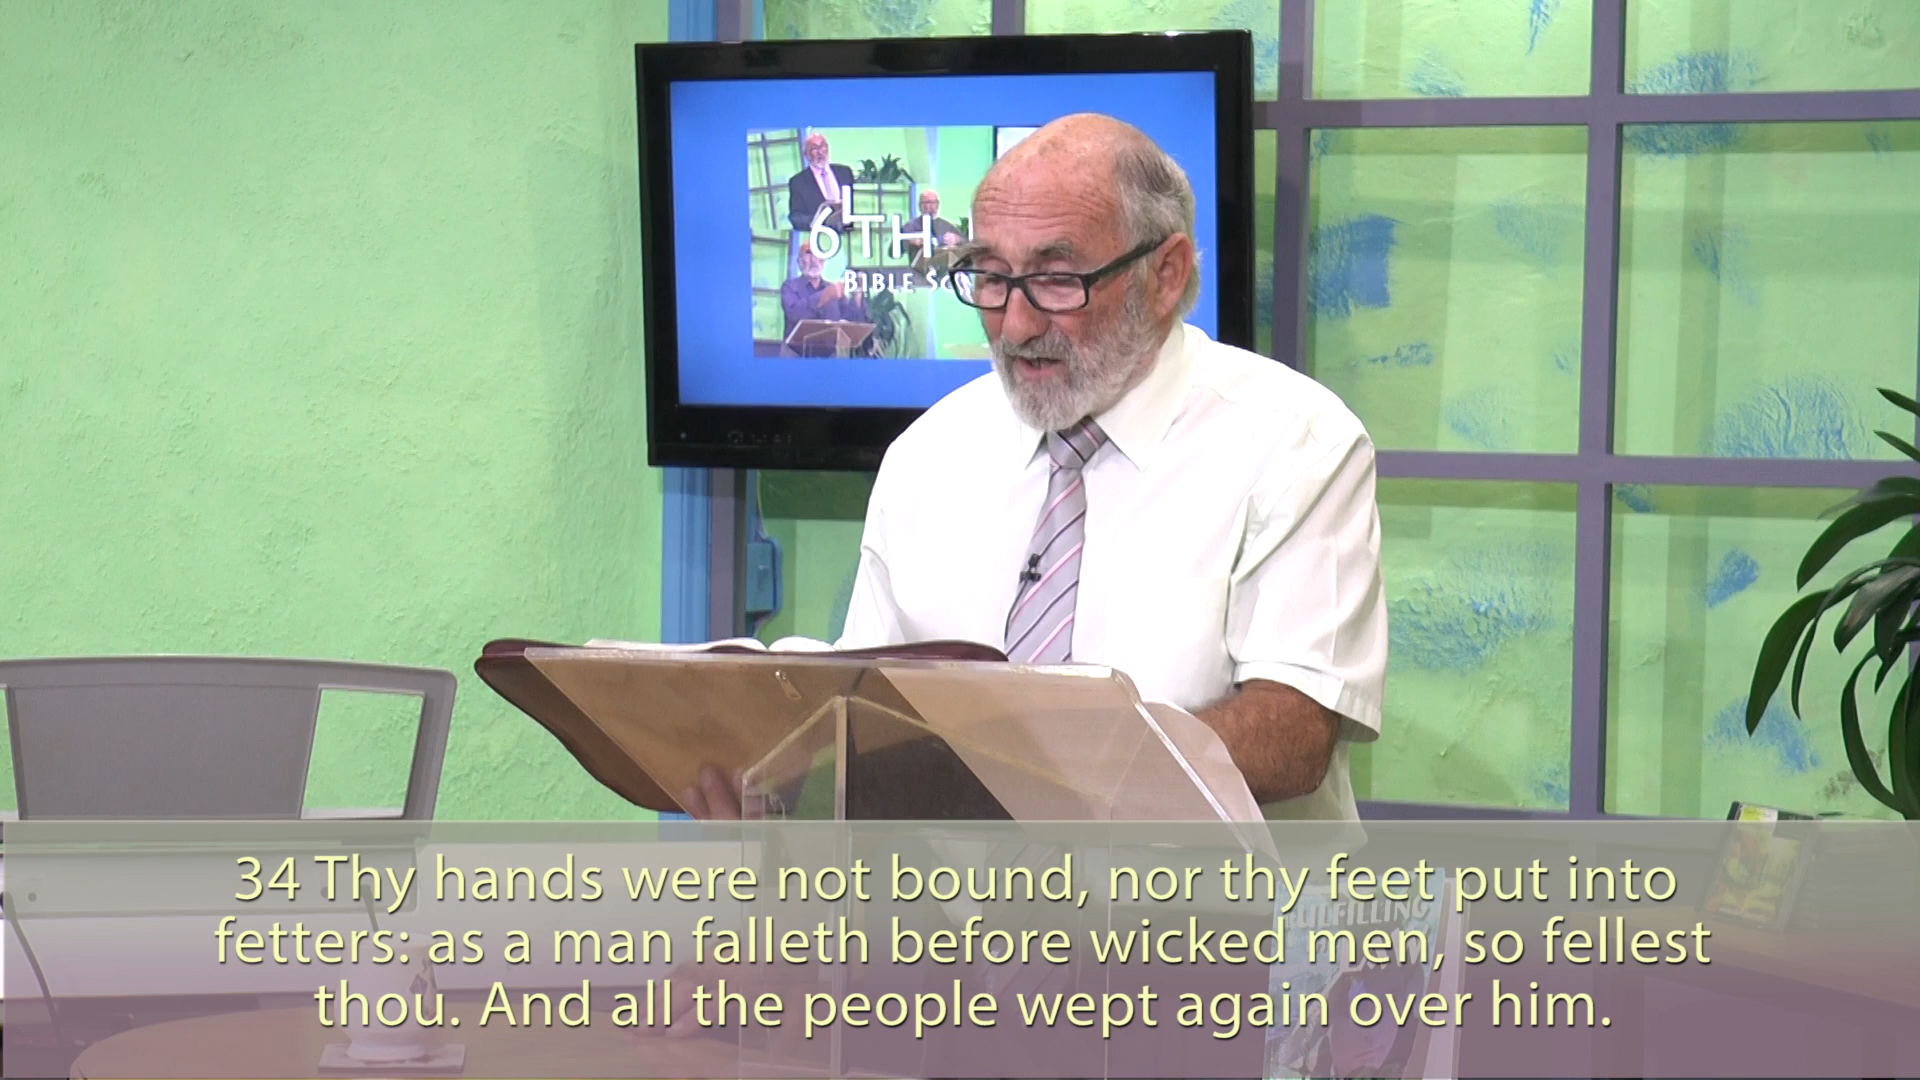 6TH
BIBLE
34 Thy hands were not bound, nor thy feet put into
fetters: as a man falleth before wicked men, so fellest
thou. And all the people wept again over him.
FULFILLING